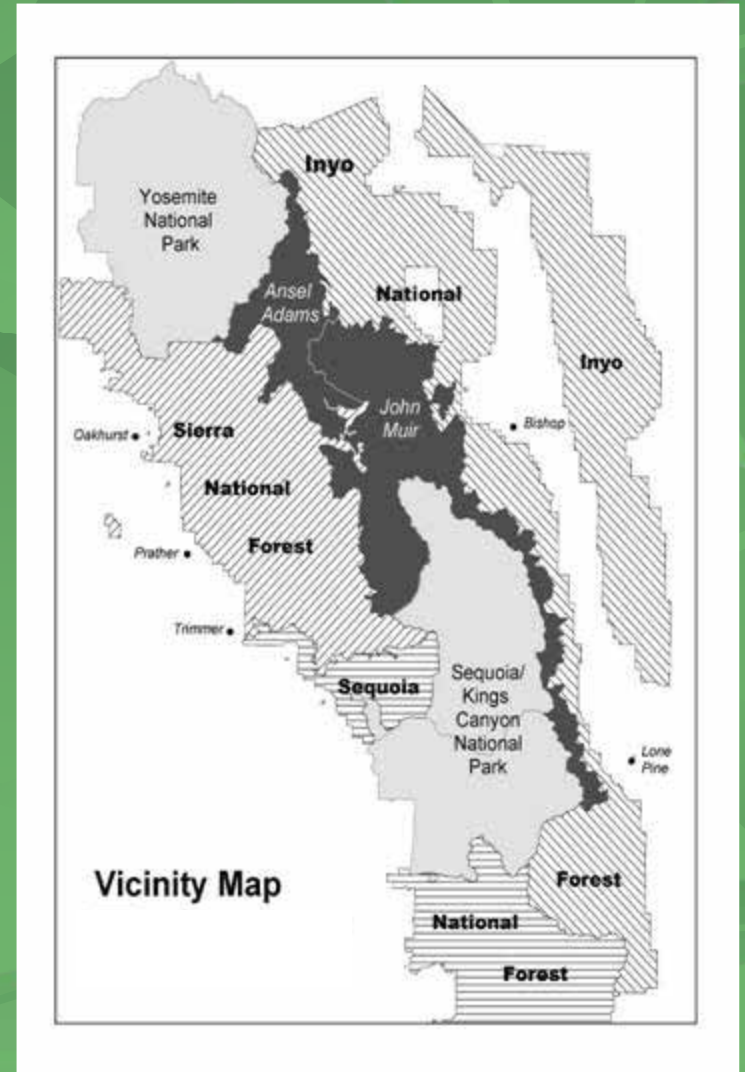 Inyo
Yosemite
National
Park
Ansel
Adams
National
Inyo
John
Muir
Bishop
Oakhurst
Sierra
National
Forest
Prather
Trimmer
Sequoia
Sequoia/
Kings
Canyon
National
Park
Lone
Pine
Vicinity Map
Forest
National
Forest